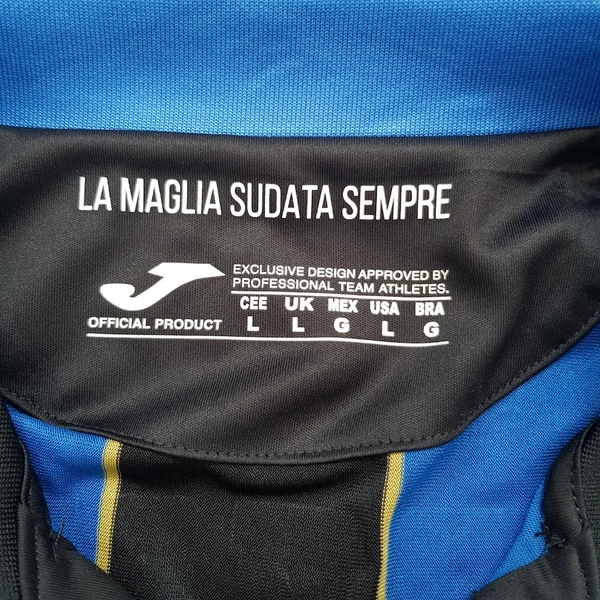 LA MAGLIA SUDATA SEMPRE
EXCLUSIVE DESIGN APPROVED BY
PROFESSIONAL TEAM ATHLETES.
CEE UK MEX USA BRA
OFFICIAL PRODUCT L L G L G